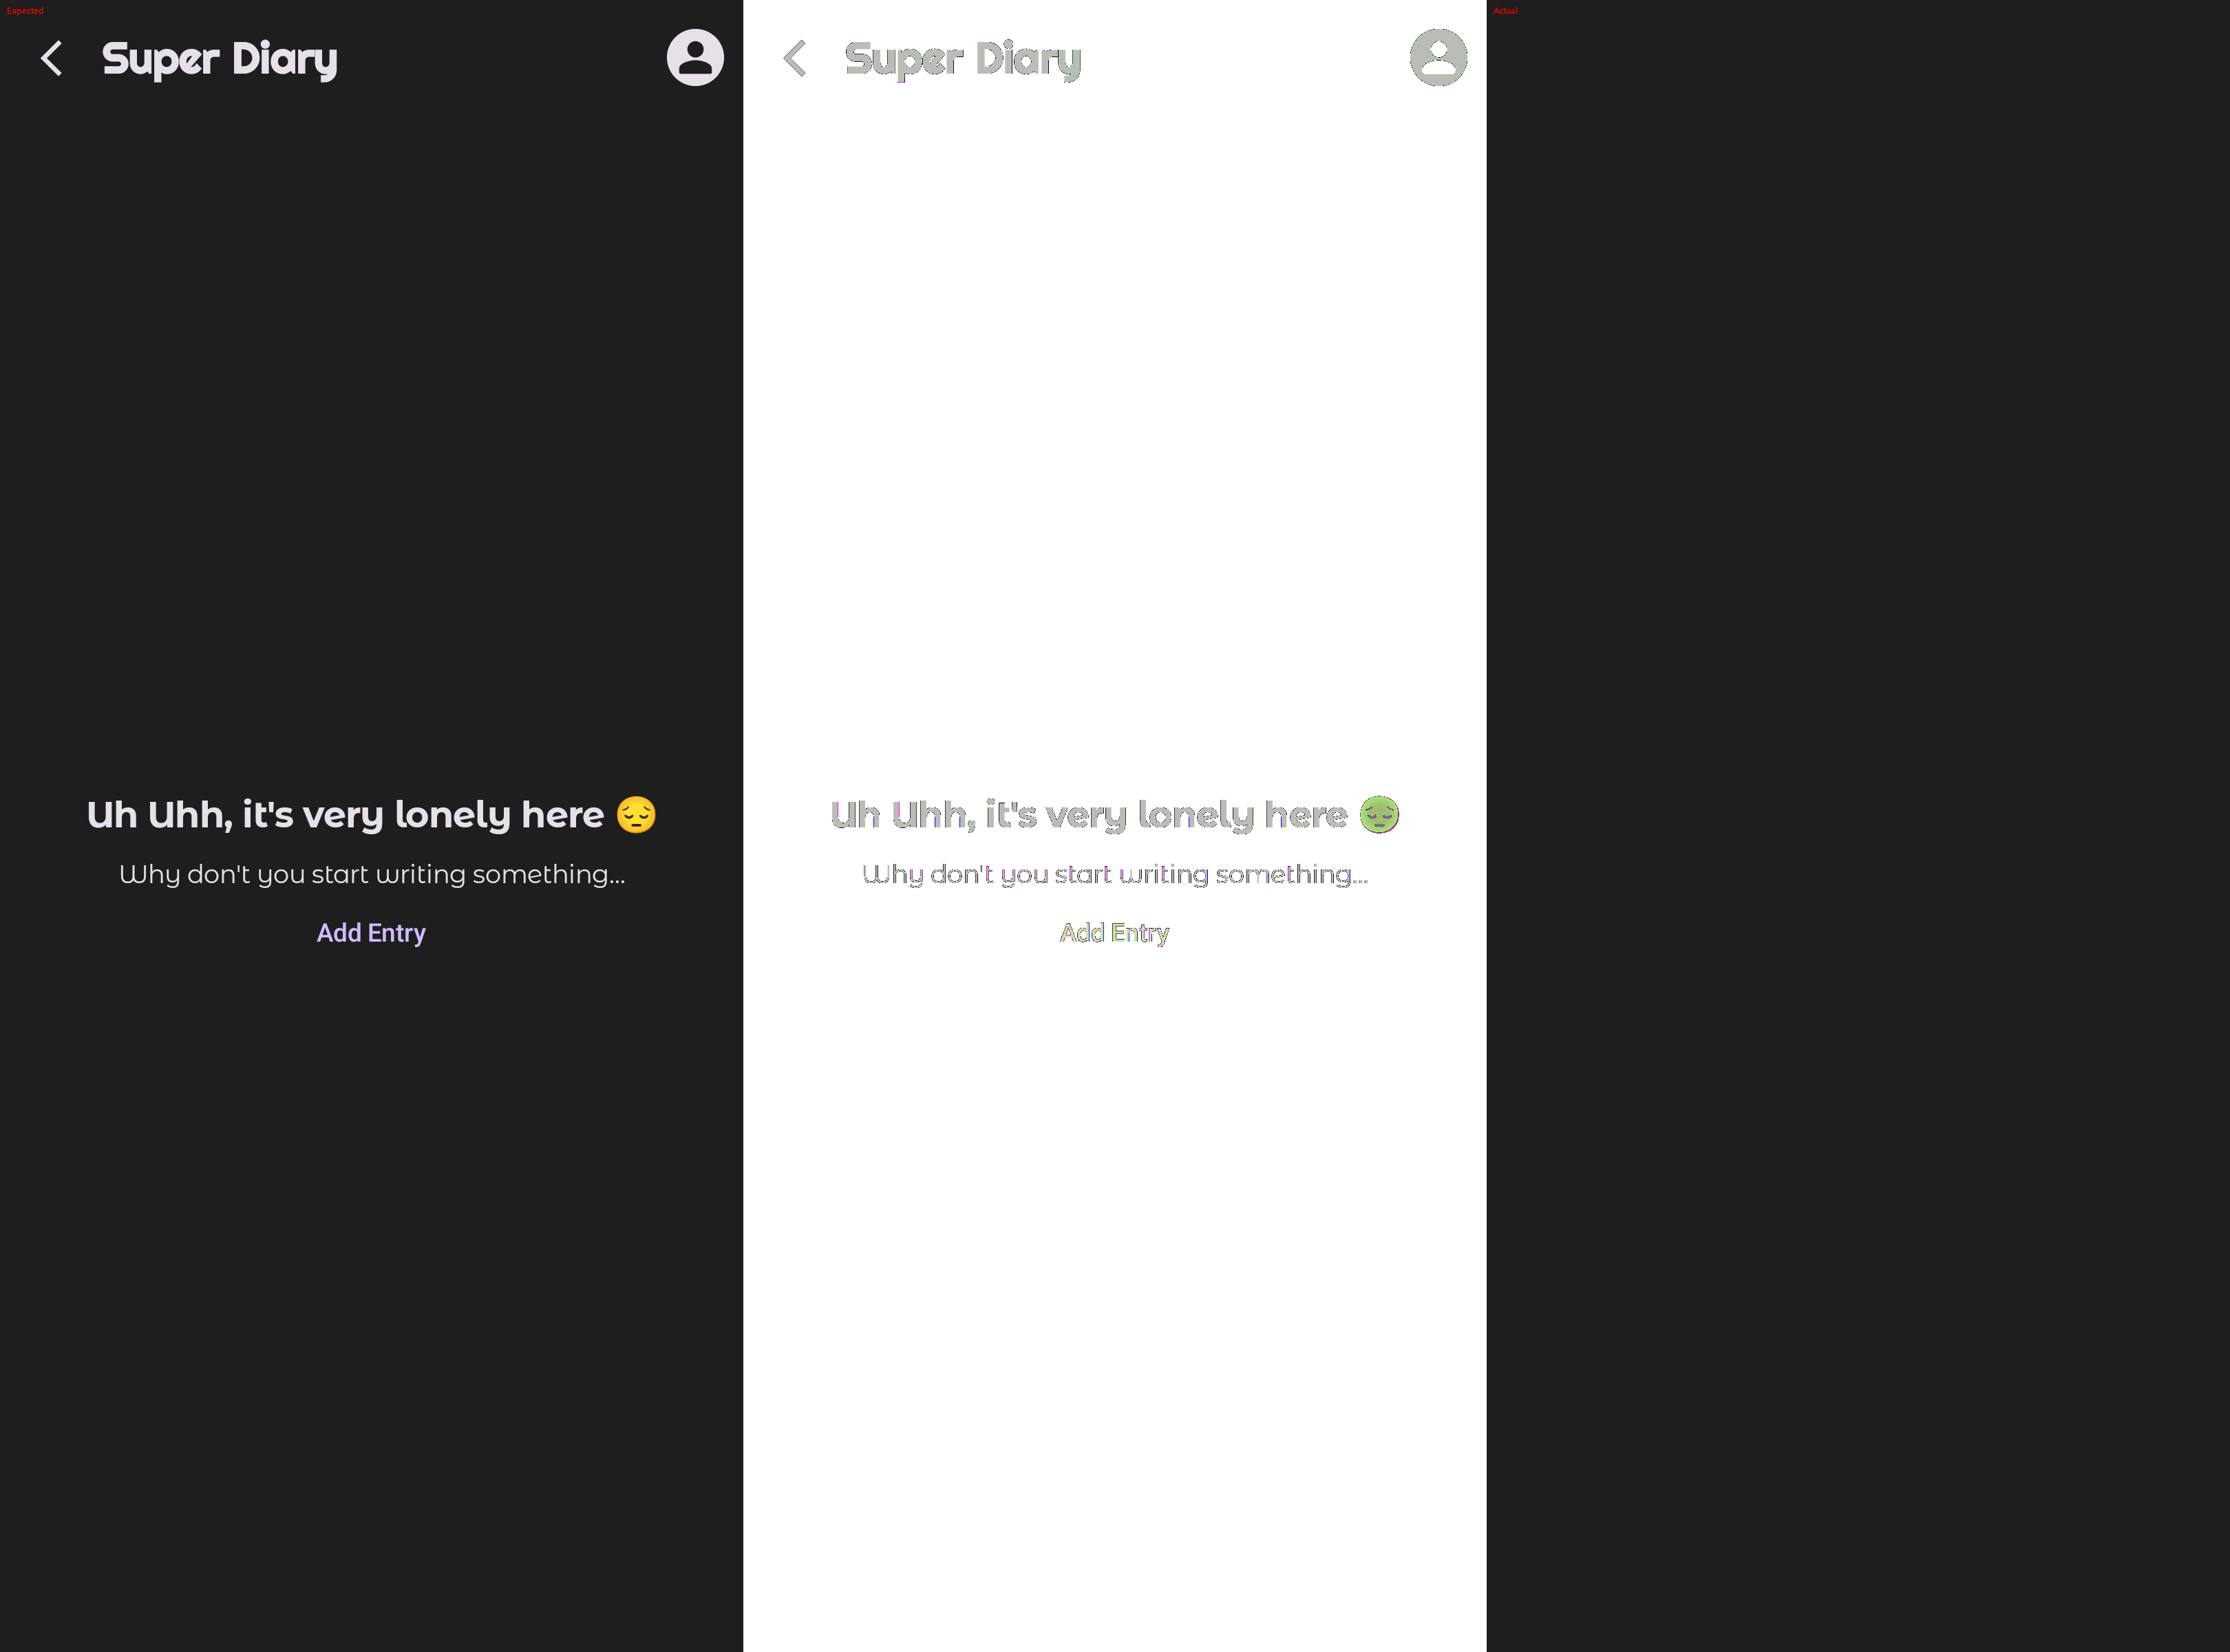 Expected
Super Diary
Uh Uhh, it's very lonely here 😔
Why don't you start writing something...
Add Entry
Super Diary
Uh Uhh, it's very lonely here 😔
Why don't you start writing something...
Add Entry
Actual